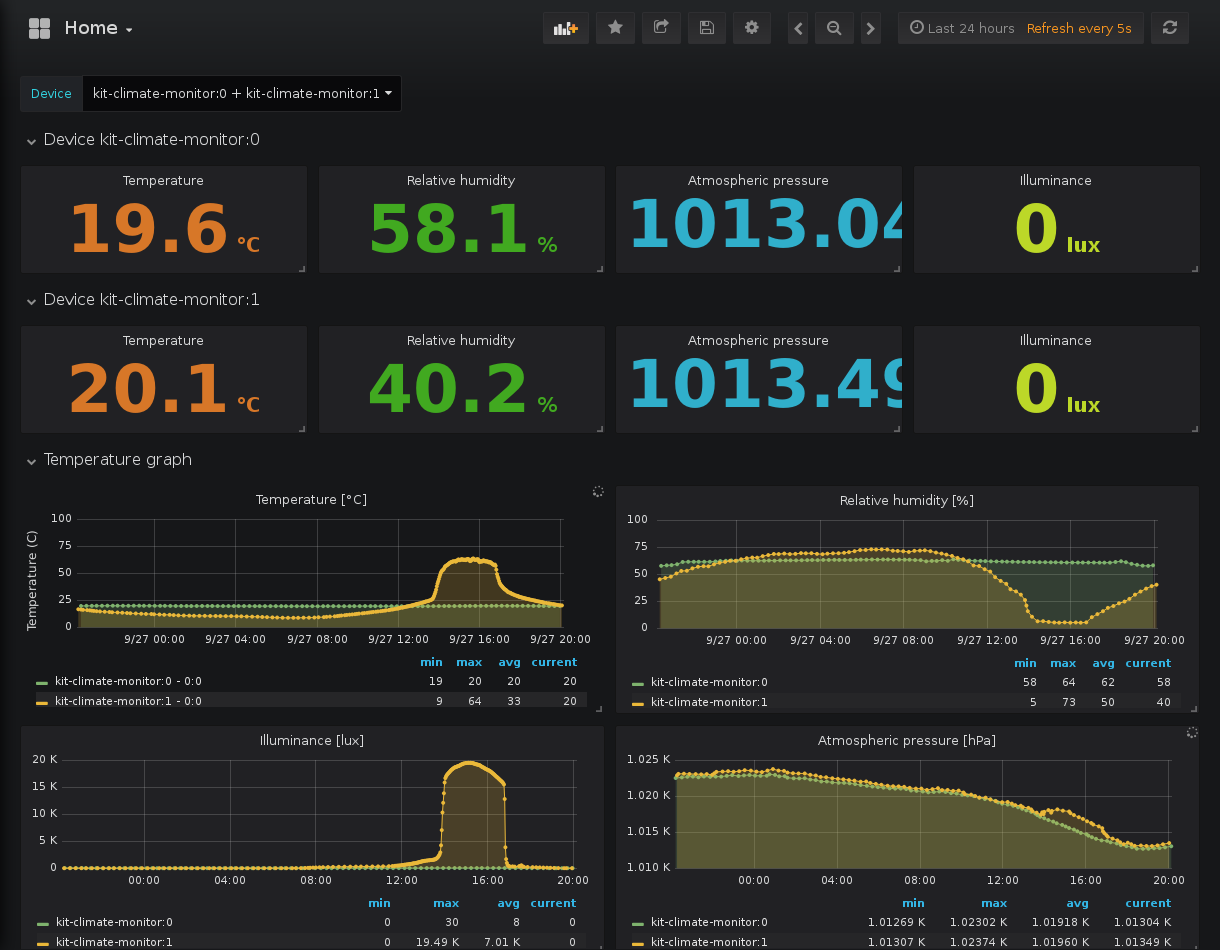 Home
Last 24 hours Refresh every 5s
Device kit-climate-monitor:0 + kit-climate-monitor:1
Device kit-climate-monitor:0
Temperature Relative humidity Atmospheric pressure Illuminance
19.6 °C 58.1 % 1013.04 0 lux
Device kit-climate-monitor:1
Temperature Relative humidity Atmospheric pressure Illuminance
20.1 °C 40.2 % 1013.49 0 lux
Temperature graph
Temperature [°C]
Temperature (C)
100
75
50
25
0
9/27 00:00 9/27 04:00 9/27 08:00 9/27 12:00 9/27 16:00 9/27 20:00
min max avg current
kit-climate-monitor:0 - 0:0 19 20 20 20
kit-climate-monitor:1 - 0:0 9 64 33 20
Relative humidity [%]
100
75
50
25
0
9/27 00:00 9/27 04:00 9/27 08:00 9/27 12:00 9/27 16:00 9/27 20:00
min max avg current
kit-climate-monitor:0 58 64 62 58
kit-climate-monitor:1 5 73 50 40
Illuminance [lux]
20 K
15 K
10 K
5 K
0
00:00 04:00 08:00 12:00 16:00 20:00
min max avg current
kit-climate-monitor:0 0 30 8 0
kit-climate-monitor:1 0 19.49 K 7.01 K 0
Atmospheric pressure [hPa]
1.025 K
1.020 K
1.015 K
1.010 K
00:00 04:00 08:00 12:00 16:00 20:00
min max avg current
kit-climate-monitor:0 1.01269 K 1.02302 K 1.01918 K 1.01304 K
kit-climate-monitor:1 1.01307 K 1.02374 K 1.01960 K 1.01349 K